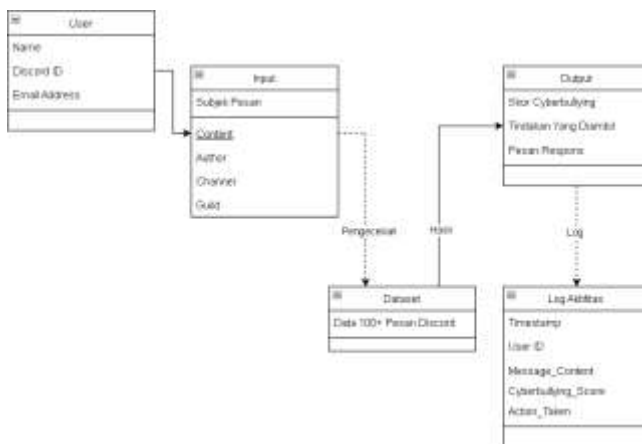 User
Name
Discord ID
Email Address
Input
Subjek Pesan
Content
Author
Channel
Guild
Output
Skor Cyberbullying
Tindakan Yang Diambil
Pesan Respons
Pengecekan
Hasil
Log
Dataset
Data 100+ Pesan Discord
Log Aktifitas
Timestamp
User ID
Message_Content
Cyberbullying_Score
Action_Taken